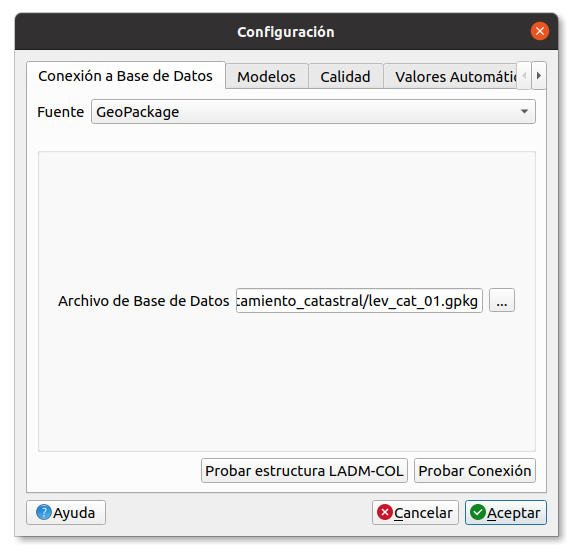 Configuración
Conexión a Base de Datos Modelos Calidad Valores Automátic
Fuente GeoPackage
Archivo de Base de Datos camiento_catastral/lev_cat_01.gpkg ...
Probar estructura LADM-COL Probar Conexión
Ayuda Cancelar Aceptar